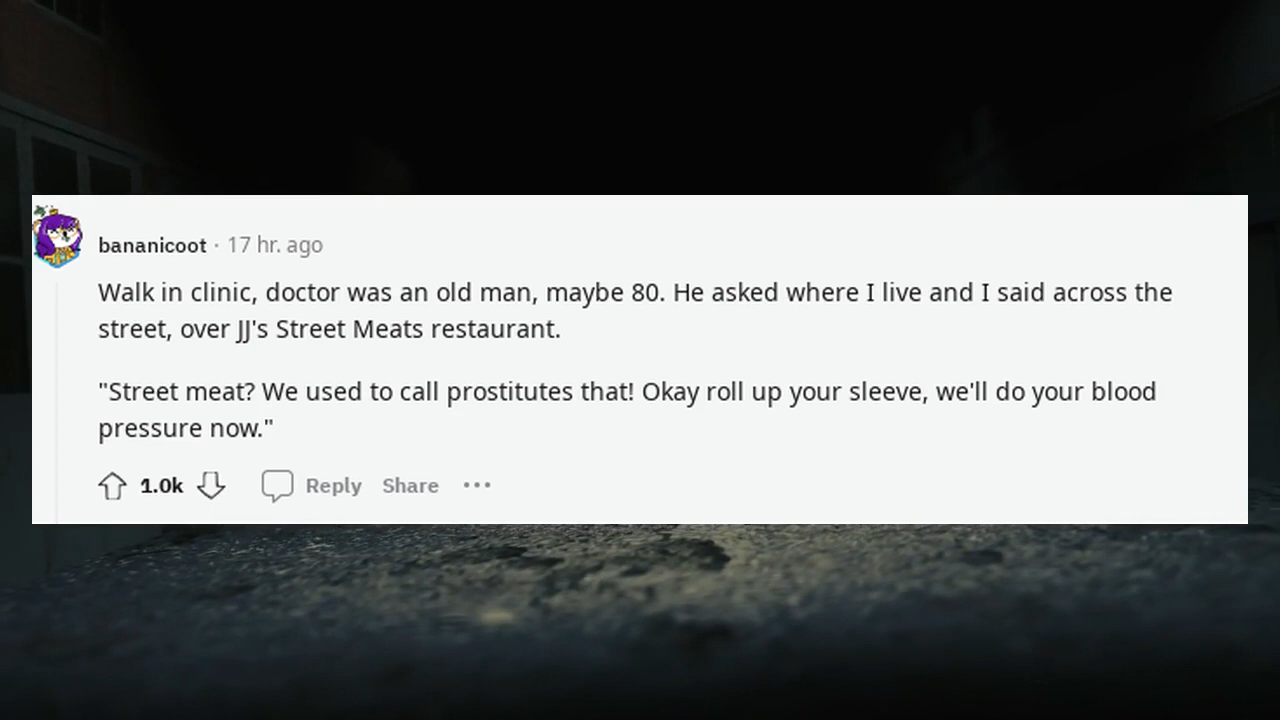 bananicoot · 17 hr. ago
Walk in clinic, doctor was an old man, maybe 80. He asked where I live and I said across the
street, over JJ's Street Meats restaurant.
"Street meat? We used to call prostitutes that! Okay roll up your sleeve, we'll do your blood
pressure now."
1.0k Reply Share ···